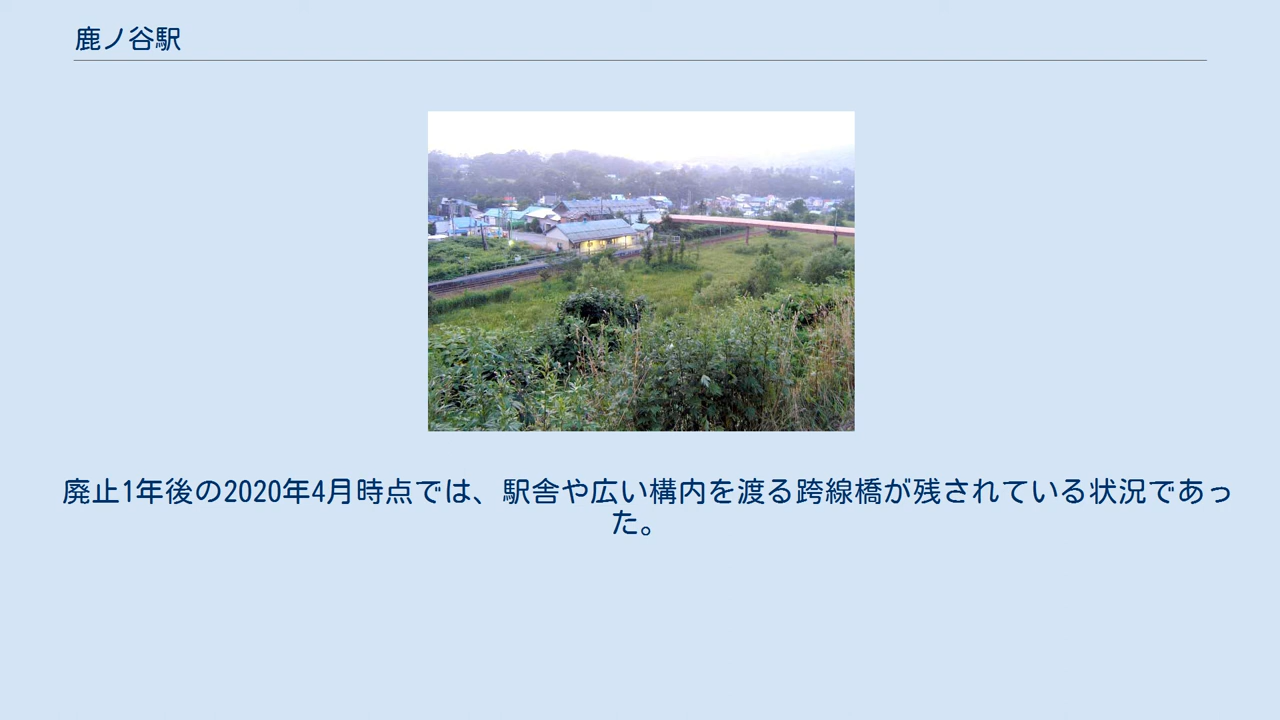 鹿ノ谷駅
廃止1年後の2020年4月時点では、駅舎や広い構内を渡る跨線橋が残されている状況であっ
た。